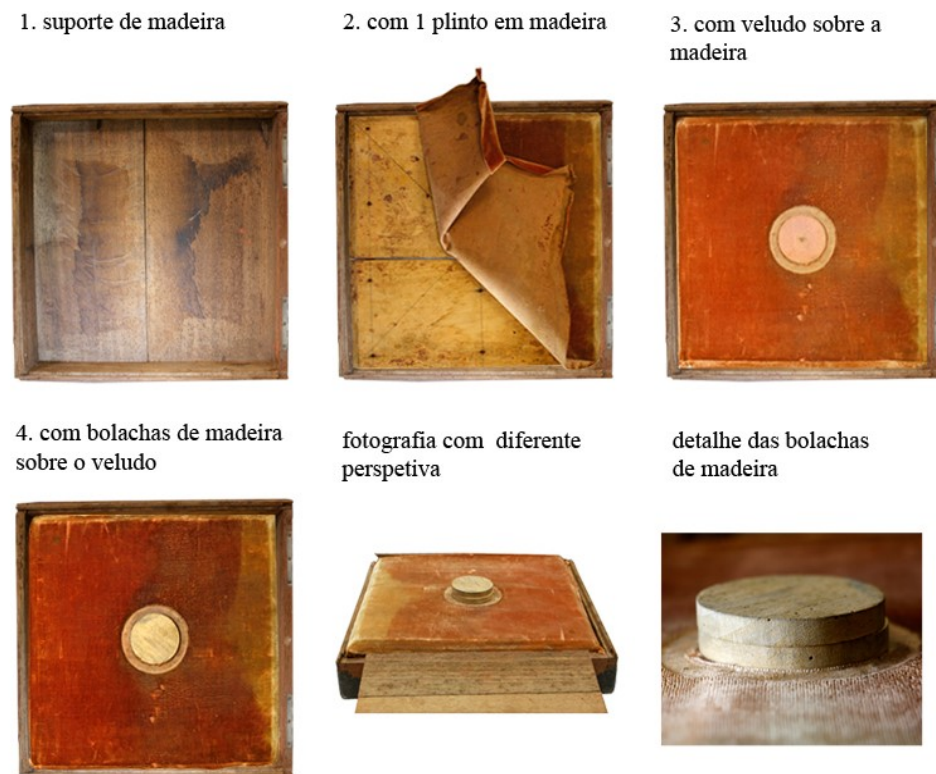 1. suporte de madeira
2. com 1 plinto em madeira
3. com veludo sobre a
madeira
4. com bolachas de madeira
sobre o veludo
fotografia com diferente
perspetiva
detalhe das bolachas
de madeira